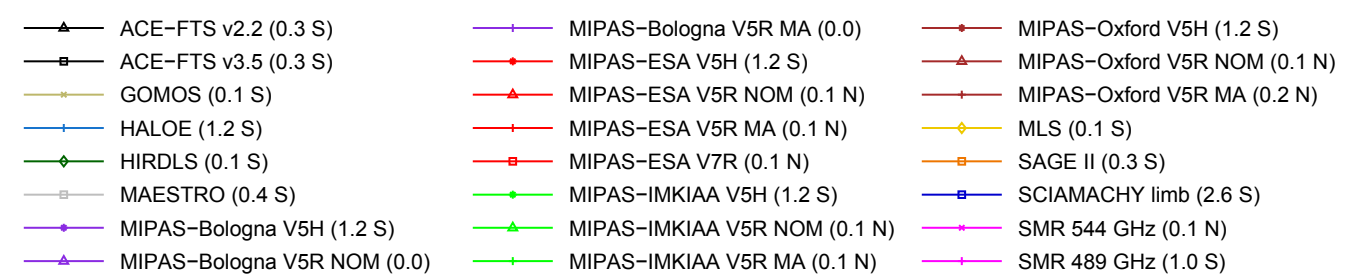 ACE−FTS v2.2 (0.3 S)
ACE−FTS v3.5 (0.3 S)
GOMOS (0.1 S)
HALOE (1.2 S)
HIRDLS (0.1 S)
MAESTRO (0.4 S)
MIPAS−Bologna V5H (1.2 S)
MIPAS−Bologna V5R NOM (0.0)
MIPAS−Bologna V5R MA (0.0)
MIPAS−ESA V5H (1.2 S)
MIPAS−ESA V5R NOM (0.1 N)
MIPAS−ESA V5R MA (0.1 N)
MIPAS−ESA V7R (0.1 N)
MIPAS−IMKIAA V5H (1.2 S)
MIPAS−IMKIAA V5R NOM (0.1 N)
MIPAS−IMKIAA V5R MA (0.1 N)
MIPAS−Oxford V5H (1.2 S)
MIPAS−Oxford V5R NOM (0.1 N)
MIPAS−Oxford V5R MA (0.2 N)
MLS (0.1 S)
SAGE II (0.3 S)
SCIAMACHY limb (2.6 S)
SMR 544 GHz (0.1 N)
SMR 489 GHz (1.0 S)